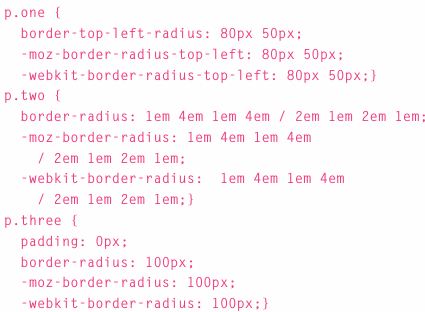 p.one {
border-top-left-radius: 80px 50px;
-moz-border-radius-top-left: 80px 50px;
-webkit-border-radius-top-left: 80px 50px;}
p.two {
border-radius: 1em 4em 1em 4em / 2em 1em 2em 1em;
-moz-border-radius: 1em 4em 1em 4em
/ 2em 1em 2em 1em;
-webkit-border-radius:  1em 4em 1em 4em
/ 2em 1em 2em 1em;}
p.three {
padding: 0px;
border-radius: 100px;
-moz-border-radius: 100px;
-webkit-border-radius: 100px;}